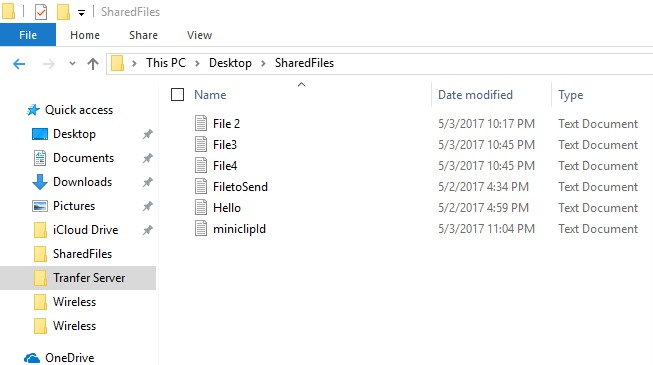 SharedFiles
File Home Share View
This PC > Desktop > SharedFiles
Name Date modified Type
Quick access
Desktop
Documents
Downloads
Pictures
iCloud Drive
SharedFiles
Tranfer Server
Wireless
Wireless
OneDrive
File 2 5/3/2017 10:17 PM Text Document
File3 5/3/2017 10:45 PM Text Document
File4 5/3/2017 10:45 PM Text Document
FiletoSend 5/2/2017 4:34 PM Text Document
Hello 5/2/2017 4:59 PM Text Document
miniclipId 5/3/2017 11:04 PM Text Document